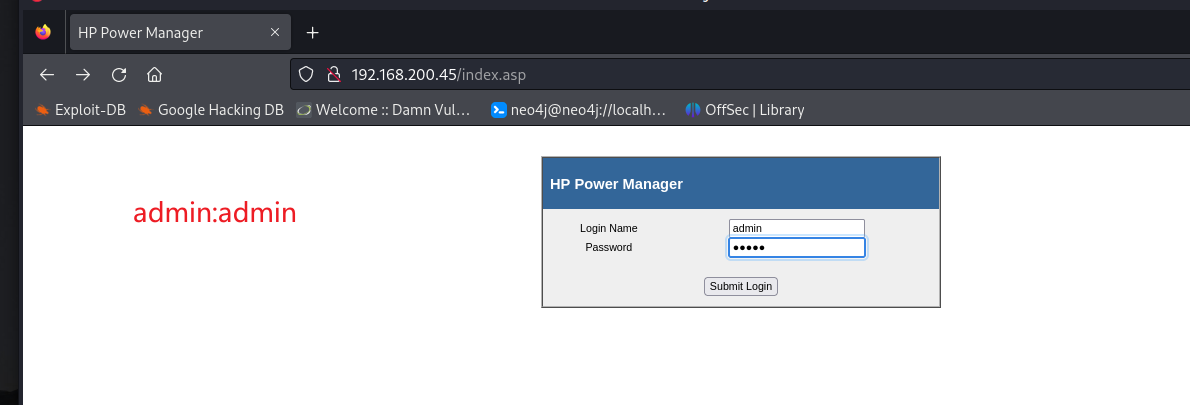 HP Power Manager
192.168.200.45/index.asp
Exploit-DB Google Hacking DB Welcome :: Damn Vul… neo4j@neo4j://localh… OffSec | Library
HP Power Manager
admin:admin
Login Name admin
Password •••••
Submit Login